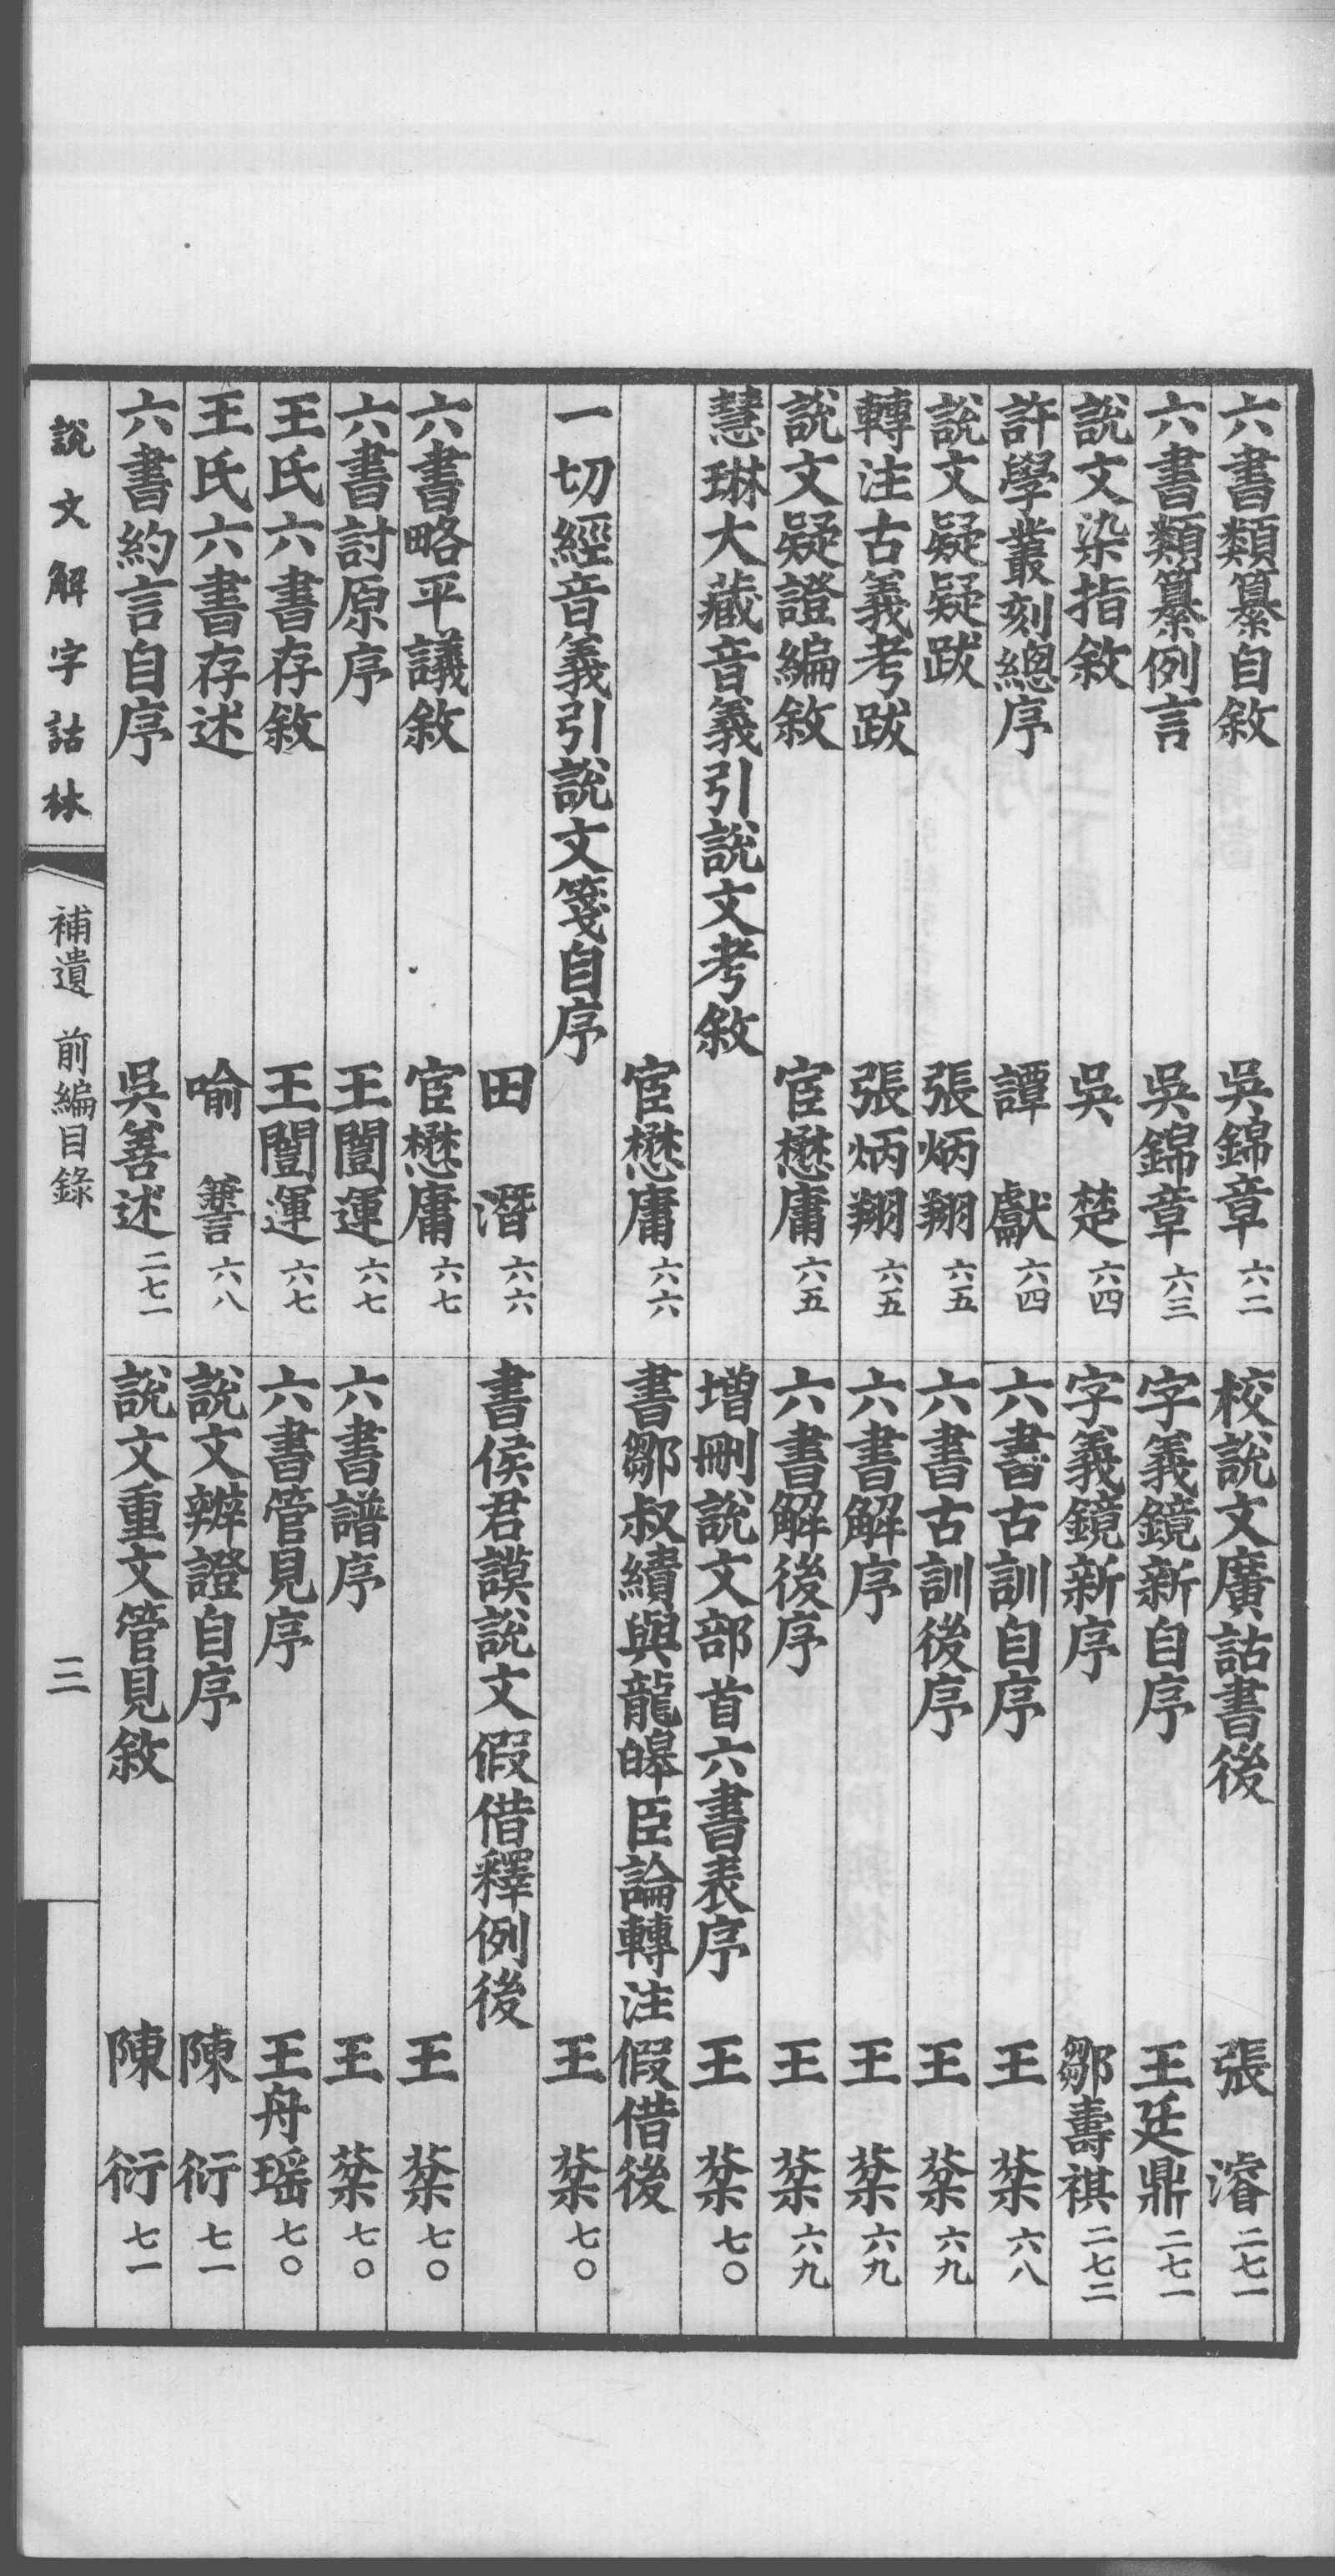 六書類纂自敘 吳錦章 六二
六書類纂例言 吳錦章 六三
說文染指敘 吳楚 六四
許學叢刻總序 譚獻 六四
說文疑疑跋 張炳翔 六五
轉注古義考跋 張炳翔 六五
說文疑證編敘 宦懋庸 六五
慧琳大藏音義引說文考敘
宦懋庸 六六
一切經音義引說文箋自序
田潛 六六
六書略平議敘 宦懋庸 六七
六書討原序 王闓運 六七
王氏六書存敘 王闓運 六七
王氏六書存述 喻 六八
六書約言自序 吳善述 二七一
校說文廣詁書後 張濬 二七一
字義鏡新自序 王廷鼎 二七一
字義鏡新序 鄒壽祺 二七二
六書古訓自序 王棻 六八
六書古訓後序 王棻 六九
六書解序 王棻 六九
六書解後序 王棻 六九
增刪說文部首六書表序 王棻 七〇
書鄒叔績與龍皞臣論轉注假借後
王棻 七〇
書侯君謨說文假借釋例後
王棻 七〇
六書譜序 王棻 七〇
六書管見序 王舟瑶 七〇
說文辨證自序 陳衍 七一
說文重文管見敘 陳衍 七一
說文解字詁林
補遺 前編目錄
三